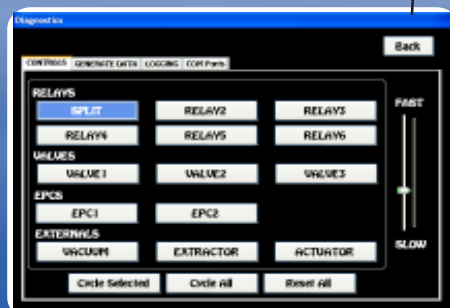 Diagnostics
Back
CONTROLS GENERATE DATA LOGGING COM Ports
RELAYS
FAST
SPLIT RELAY2 RELAY3
RELAY4 RELAY5 RELAY6
VALVES
VALVE1 VALVE2 VALVE3
EPCS
EPC1 EPC2
EXTERNALS
SLOW
VACUUM EXTRACTOR ACTUATOR
Cycle Selected Cycle All Reset All